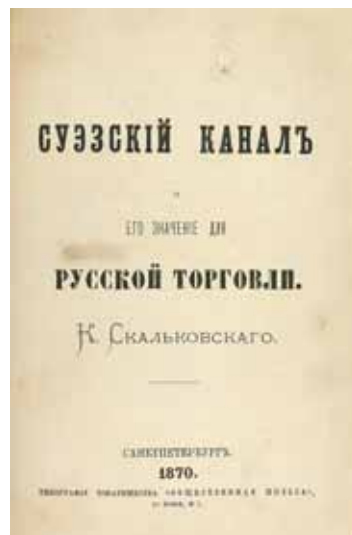 СУЭЗСКІЙ КАНАЛЪ
И
ЕГО ЗНАЧЕНІЕ ДЛЯ
РУССКОЙ ТОРГОВЛИ.
К. СКАЛЬКОВСКАГО.
САНКТПЕТЕРБУРГЪ.
1870.
ТИПОГРАФІЯ ТОВАРИЩЕСТВА «ОБЩЕСТВЕННАЯ ПОЛЬЗА»,